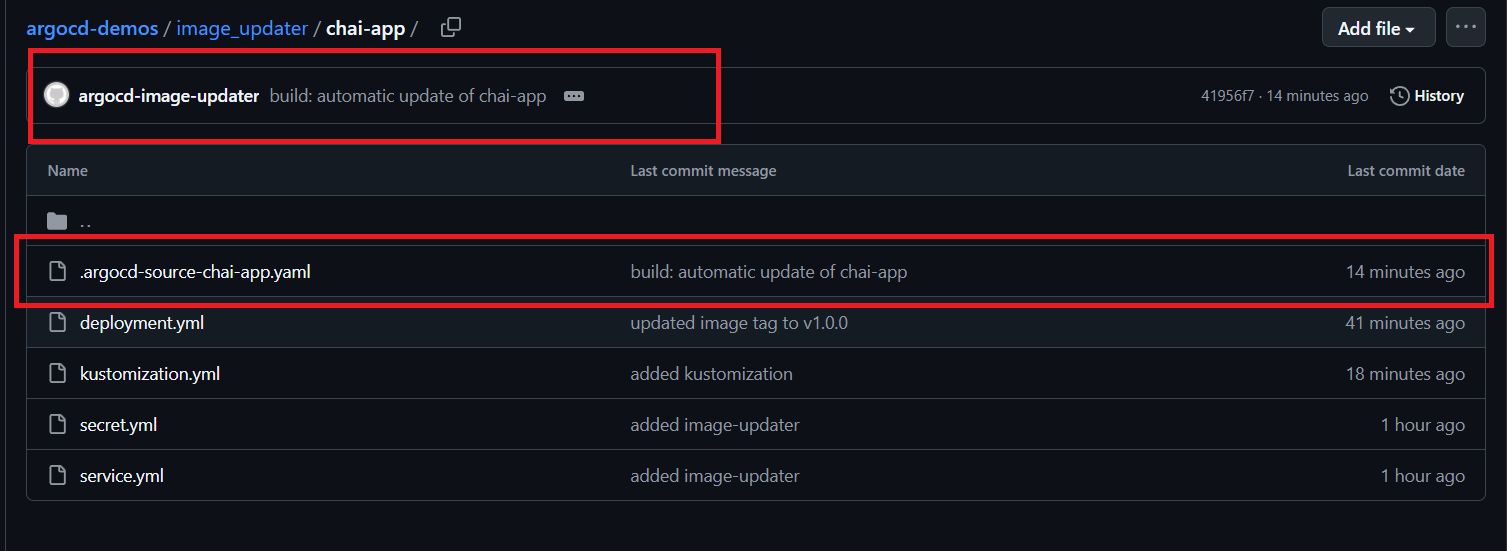 argocd-demos / image_updater / chai-app / Add file ...
argocd-image-updater build: automatic update of chai-app ... 41956f7 · 14 minutes ago History
Name Last commit message Last commit date
..
.argocd-source-chai-app.yaml build: automatic update of chai-app 14 minutes ago
deployment.yml updated image tag to v1.0.0 41 minutes ago
kustomization.yml added kustomization 18 minutes ago
secret.yml added image-updater 1 hour ago
service.yml added image-updater 1 hour ago